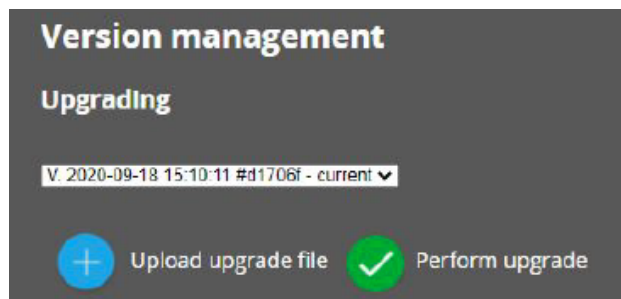 Version management
Upgrading
V. 2020-09-18 15:10:11 #d1706f - current
Upload upgrade file Perform upgrade